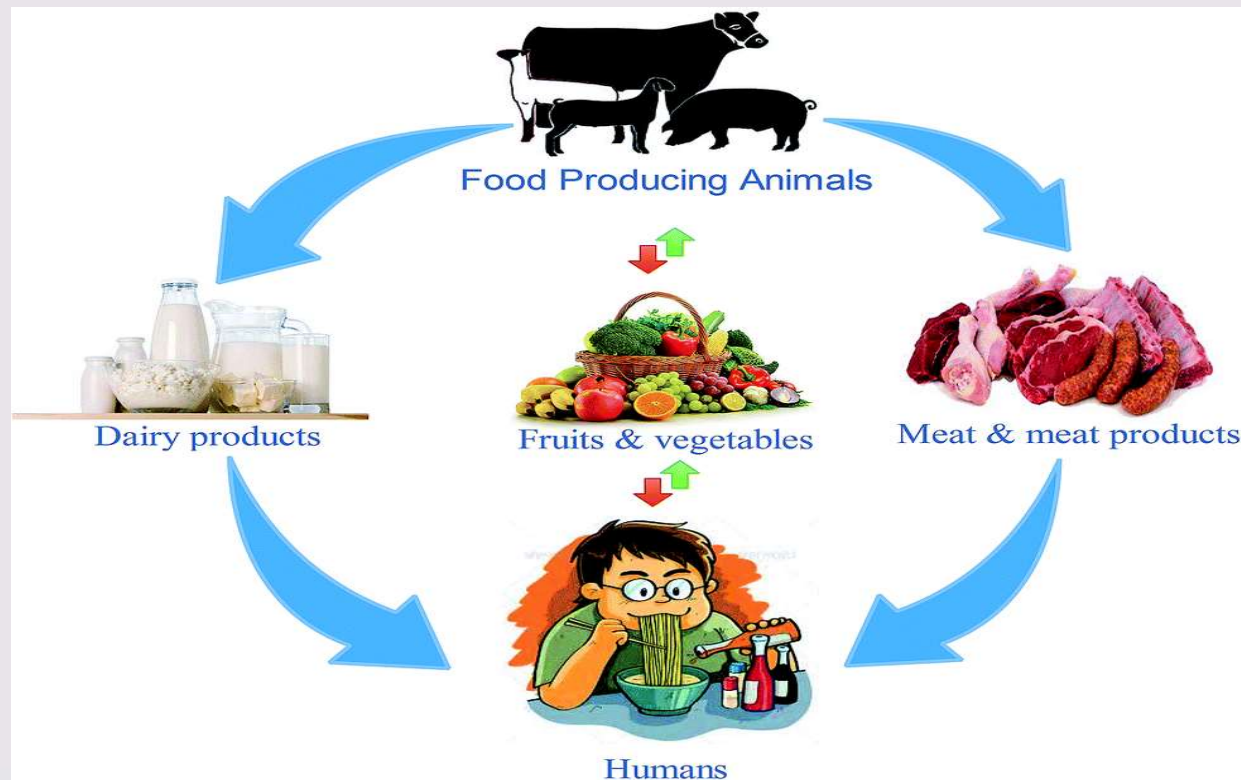 Food Producing Animals
Dairy products
Fruits & vegetables
Meat & meat products
Humans